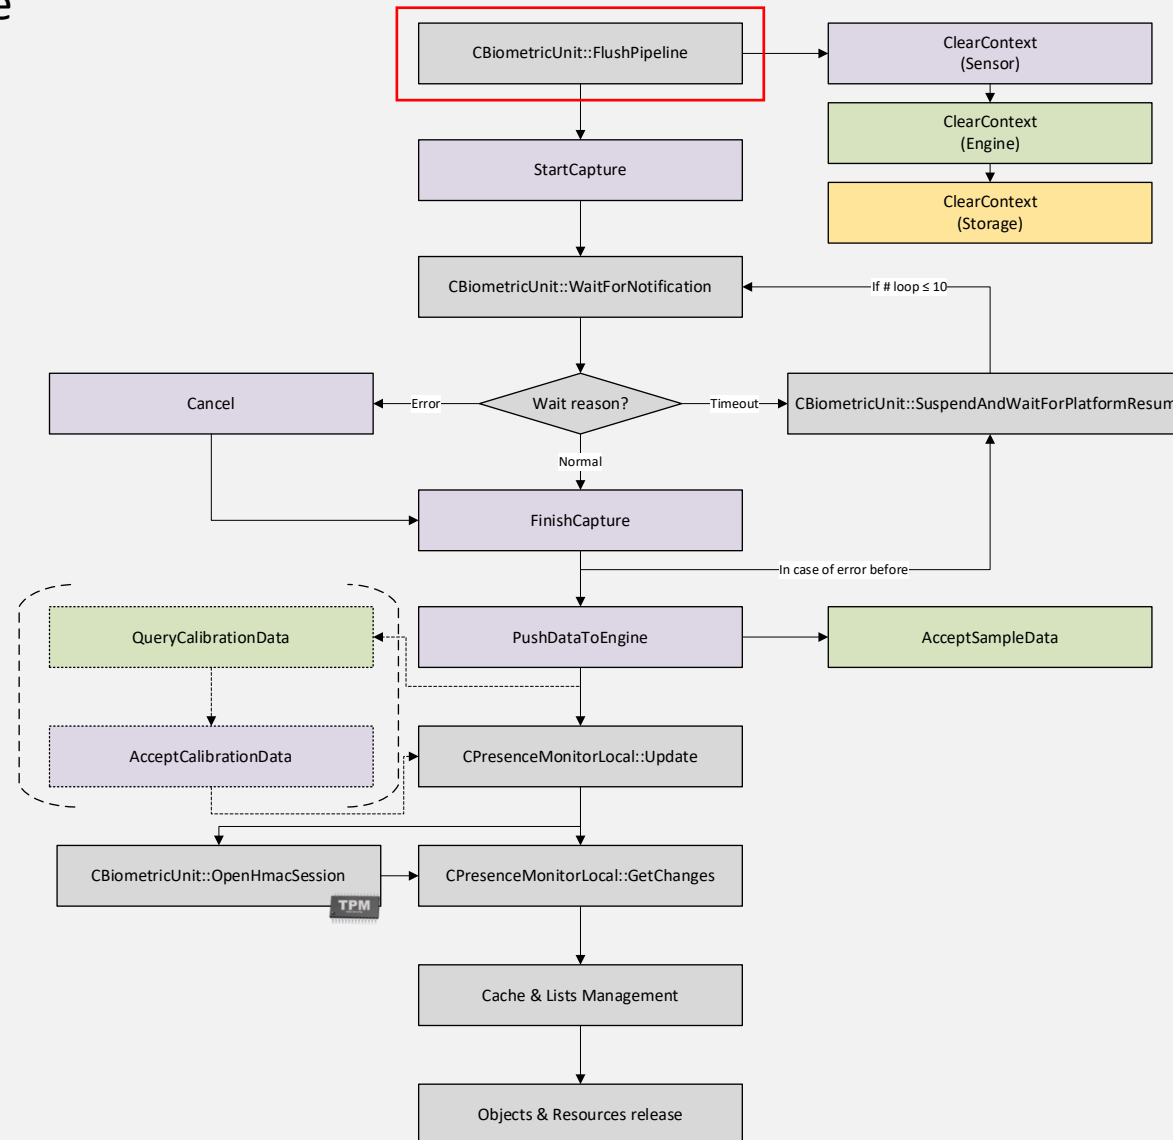 e
CBiometricUnit::FlushPipeline
ClearContext
(Sensor)
ClearContext
(Engine)
StartCapture
ClearContext
(Storage)
CBiometricUnit::WaitForNotification
If # loop ≤ 10
Cancel
Error
Wait reason?
Timeout
CBiometricUnit::SuspendAndWaitForPlatformResum
Normal
FinishCapture
In case of error before
QueryCalibrationData
PushDataToEngine
AcceptSampleData
AcceptCalibrationData
CPresenceMonitorLocal::Update
CBiometricUnit::OpenHmacSession
CPresenceMonitorLocal::GetChanges
TPM
Cache & Lists Management
Objects & Resources release